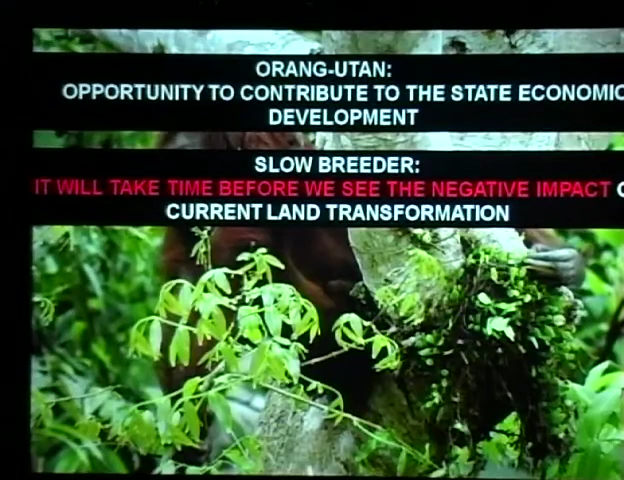 ORANG-UTAN:
OPPORTUNITY TO CONTRIBUTE TO THE STATE ECONOMIC
DEVELOPMENT
SLOW BREEDER:
IT WILL TAKE TIME BEFORE WE SEE THE NEGATIVE IMPACT
CURRENT LAND TRANSFORMATION